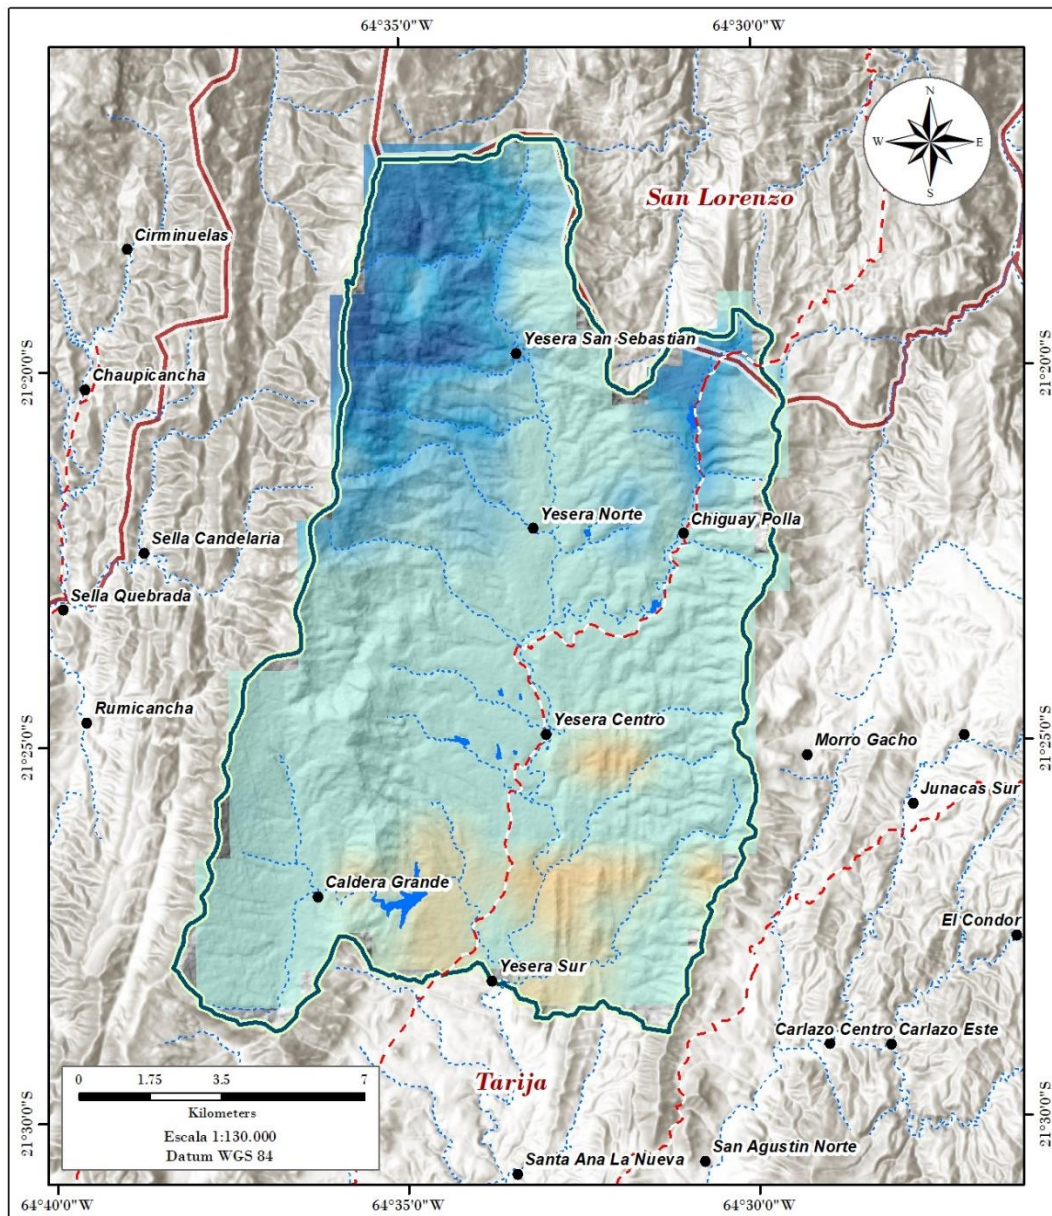 64°35'0"W
64°30'0"W
N
W
E
S
San Lorenzo
Cirminuelas
Yesera San Sebastian
21°20'0"S
21°20'0"S
Chaupicancha
Yesera Norte
Chiguay Polla
Sella Candelaria
Sella Quebrada
Rumicancha
Yesera Centro
21°25'0"S
21°25'0"S
Morro Gacho
Junacas Sur
Caldera Grande
El Condor
Yesera Sur
Carlazo Centro
Carlazo Este
Tarija
0 1.75 3.5 7
Kilometers
Escala 1:130.000
Datum WGS 84
21°30'0"S
21°30'0"S
San Agustin Norte
Santa Ana La Nueva
64°40'0"W
64°35'0"W
64°30'0"W